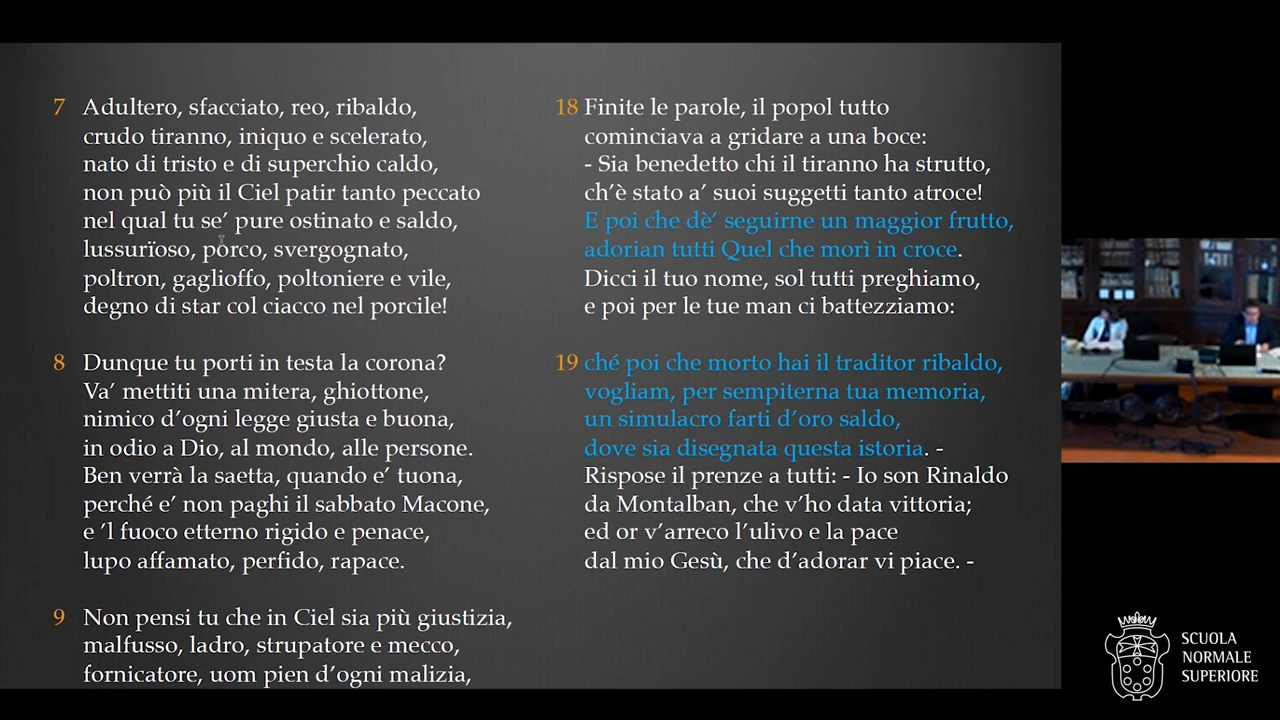 7 Adultero, sfacciato, reo, ribaldo,
crudo tiranno, iniquo e scelerato,
nato di tristo e di superchio caldo,
non può più il Ciel patir tanto peccato
nel qual tu se’ pure ostinato e saldo,
lussurïoso, porco, svergognato,
poltron, gaglioffo, poltoniere e vile,
degno di star col ciacco nel porcile!
8 Dunque tu porti in testa la corona?
Va’ mettiti una mitera, ghiottone,
nimico d’ogni legge giusta e buona,
in odio a Dio, al mondo, alle persone.
Ben verrà la saetta, quando e’ tuona,
perché e’ non paghi il sabbato Macone,
e ’l fuoco etterno rigido e penace,
lupo affamato, perfido, rapace.
9 Non pensi tu che in Ciel sia più giustizia,
malfusso, ladro, strupatore e mecco,
fornicatore, uom pien d’ogni malizia,
18 Finite le parole, il popol tutto
cominciava a gridare a una boce:
- Sia benedetto chi il tiranno ha strutto,
ch’è stato a’ suoi suggetti tanto atroce!
E poi che dè’ seguirne un maggior frutto,
adorian tutti Quel che morì in croce.
Dicci il tuo nome, sol tutti preghiamo,
e poi per le tue man ci battezziamo:
19 ché poi che morto hai il traditor ribaldo,
vogliam, per sempiterna tua memoria,
un simulacro farti d’oro saldo,
dove sia disegnata questa istoria. -
Rispose il prenze a tutti: - Io son Rinaldo
da Montalban, che v’ho data vittoria;
ed or v’arreco l’ulivo e la pace
dal mio Gesù, che d’adorar vi piace. -
SCUOLA
NORMALE
SUPERIORE